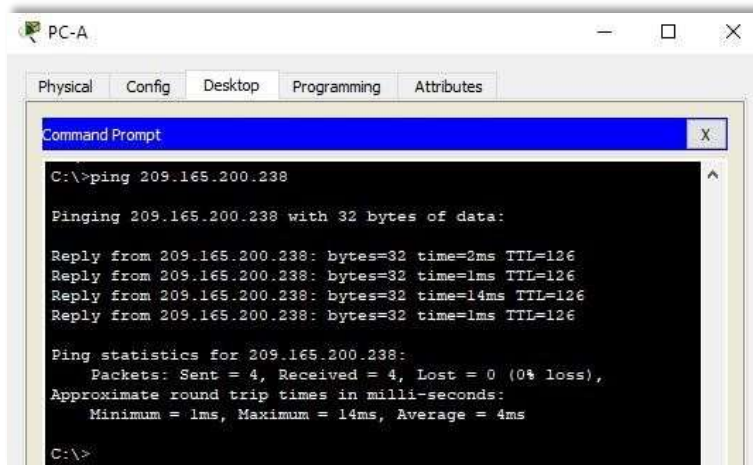 PC-A
Physical Config Desktop Programming Attributes
Command Prompt
X
C:\>ping 209.165.200.238
Pinging 209.165.200.238 with 32 bytes of data:
Reply from 209.165.200.238: bytes=32 time=2ms TTL=126
Reply from 209.165.200.238: bytes=32 time=1ms TTL=126
Reply from 209.165.200.238: bytes=32 time=14ms TTL=126
Reply from 209.165.200.238: bytes=32 time=1ms TTL=126
Ping statistics for 209.165.200.238:
Packets: Sent = 4, Received = 4, Lost = 0 (0% loss),
Approximate round trip times in milli-seconds:
Minimum = 1ms, Maximum = 14ms, Average = 4ms
C:\>